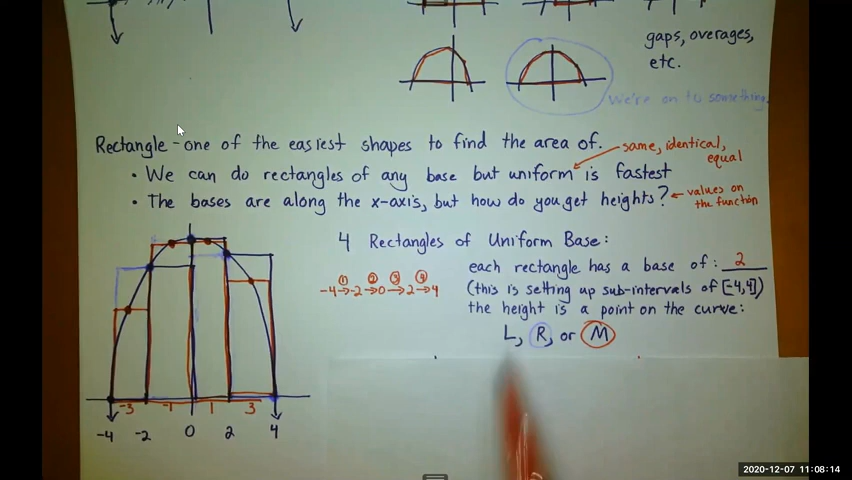 gaps, overages,
etc.
We're on to something.
Rectangle - one of the easiest shapes to find the area of.
same, identical,
equal
• We can do rectangles of any base but uniform is fastest
• The bases are along the x-axis, but how do you get heights?
values on
the function
4 Rectangles of Uniform Base:
each rectangle has a base of: 2
1 2 3 4
-4→-2→0→2→4
(this is setting up sub-intervals of [-4,4])
the height is a point on the curve:
L, R, or M
-3 -1 1 3
-4 -2 0 2 4
2020-12-07 11:08:14